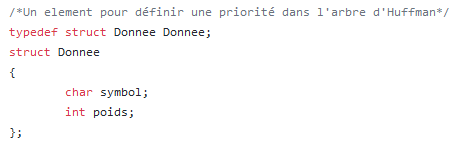 /*Un element pour définir une priorité dans l'arbre d'Huffman*/
typedef struct Donnee Donnee;
struct Donnee
{
        char symbol;
        int poids;
};